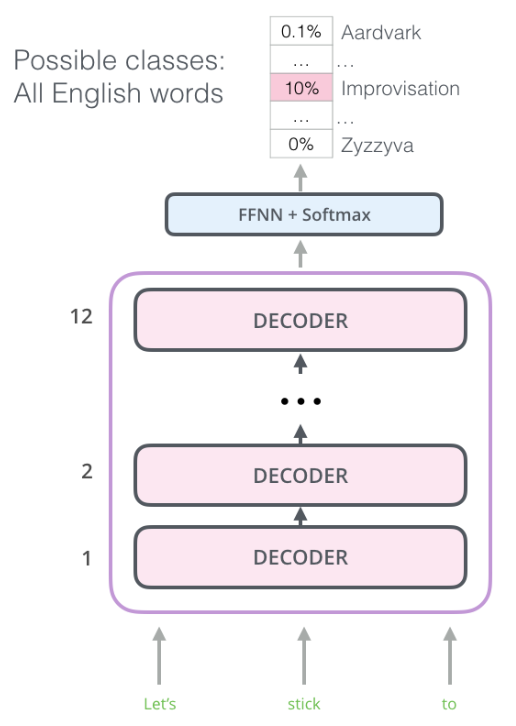 Possible classes:
All English words
0.1% Aardvark
... ...
10% Improvisation
... ...
0% Zyzzyva
FFNN + Softmax
12 DECODER
...
2 DECODER
1 DECODER
Let's stick to